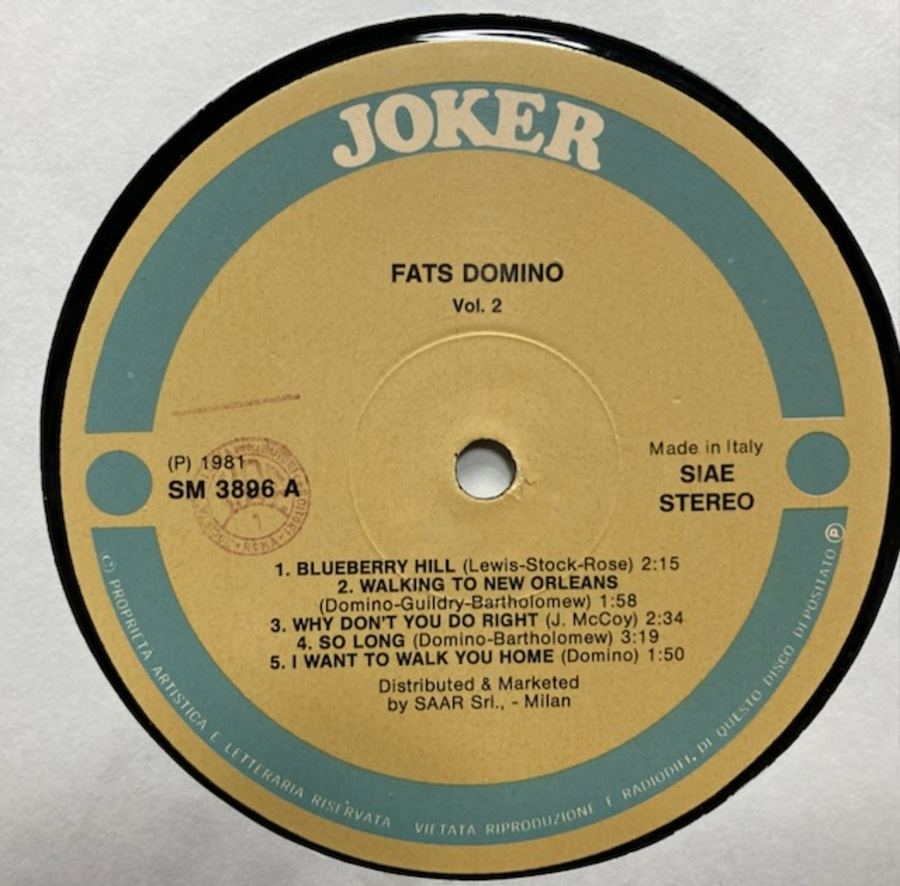 JOKER
FATS DOMINO
Vol. 2
(P) 1981
SM 3896 A
Made in Italy
SIAE
STEREO
1. BLUEBERRY HILL (Lewis-Stock-Rose) 2:15
2. WALKING TO NEW ORLEANS
(Domino-Guildry-Bartholomew) 1:58
3. WHY DON'T YOU DO RIGHT (J. McCoy) 2:34
4. SO LONG (Domino-Bartholomew) 3:19
5. I WANT TO WALK YOU HOME (Domino) 1:50
Distributed & Marketed
by SAAR Srl., - Milan
(C) PROPRIETA ARTISTICA E LETTERARIA RISERVATA VIETATA RIPRODUZIONE E RADIODIFF. DI QUESTO DISCO DEPOSITATO (P)
ROMA